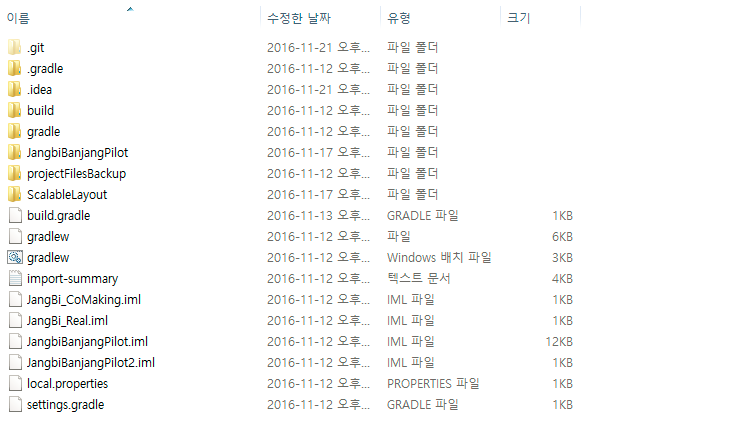 이름 수정한 날짜 유형 크기
.git 2016-11-21 오후... 파일 폴더
.gradle 2016-11-12 오후... 파일 폴더
.idea 2016-11-21 오후... 파일 폴더
build 2016-11-12 오후... 파일 폴더
gradle 2016-11-12 오후... 파일 폴더
JangbiBanjangPilot 2016-11-17 오후... 파일 폴더
projectFilesBackup 2016-11-12 오후... 파일 폴더
ScalableLayout 2016-11-17 오후... 파일 폴더
build.gradle 2016-11-13 오후... GRADLE 파일 1KB
gradlew 2016-11-12 오후... 파일 6KB
gradlew 2016-11-12 오후... Windows 배치 파일 3KB
import-summary 2016-11-12 오후... 텍스트 문서 4KB
JangBi_CoMaking.iml 2016-11-12 오후... IML 파일 1KB
JangBi_Real.iml 2016-11-12 오후... IML 파일 1KB
JangbiBanjangPilot.iml 2016-11-12 오후... IML 파일 12KB
JangbiBanjangPilot2.iml 2016-11-12 오후... IML 파일 1KB
local.properties 2016-11-12 오후... PROPERTIES 파일 1KB
settings.gradle 2016-11-12 오후... GRADLE 파일 1KB